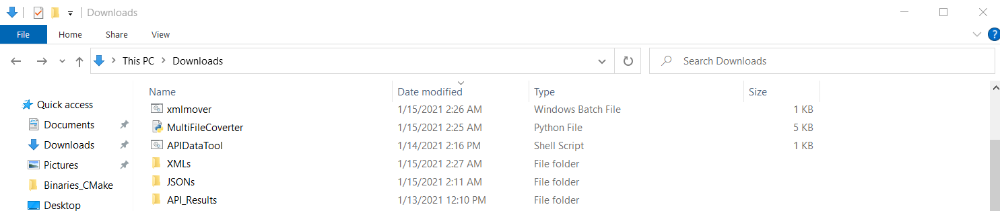 Downloads
File Home Share View ?
This PC Downloads Search Downloads
Name Date modified Type Size
Quick access
Documents
Downloads
Pictures
Binaries_CMake
Desktop
xmlmover 1/15/2021 2:26 AM Windows Batch File 1 KB
MultiFileCoverter 1/15/2021 2:25 AM Python File 5 KB
APIDataTool 1/14/2021 2:16 PM Shell Script 1 KB
XMLs 1/15/2021 2:27 AM File folder
JSONs 1/15/2021 2:11 AM File folder
API_Results 1/13/2021 12:10 PM File folder